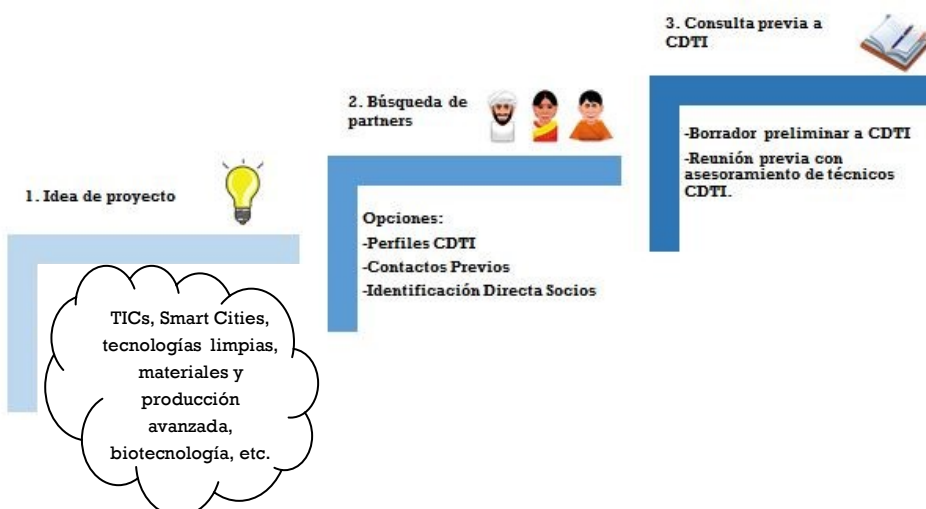 1. Idea de proyecto
TICs, Smart Cities,
tecnologías limpias,
materiales y
producción
avanzada,
biotecnología, etc.
2. Búsqueda de
partners
Opciones:
-Perfiles CDTI
-Contactos Previos
-Identificación Directa Socios
3. Consulta previa a
CDTI
-Borrador preliminar a CDTI
-Reunión previa con
asesoramiento de técnicos
CDTI.